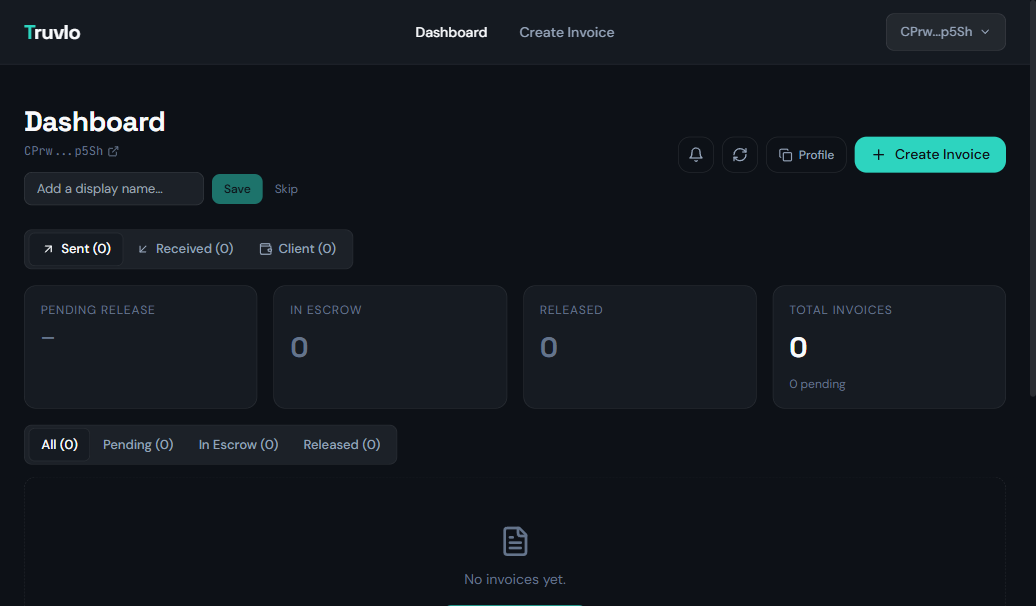 Truvlo
Dashboard Create Invoice
CPrw...p5Sh
Dashboard
CPrw...p5Sh
Profile
Create Invoice
Add a display name...
Save
Skip
Sent (0) Received (0) Client (0)
PENDING RELEASE
—
IN ESCROW
0
RELEASED
0
TOTAL INVOICES
0
0 pending
All (0) Pending (0) In Escrow (0) Released (0)
No invoices yet.